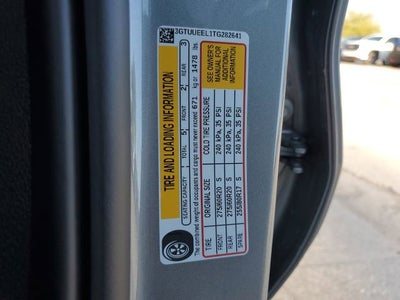 3GTUUEEL1TG282641
TIRE AND LOADING INFORMATION
SEATING CAPACITY TOTAL 5 FRONT 2 REAR 3
The combined weight of occupants and cargo must never exceed 671 kg or 1478 lbs.
TIRE ORIGINAL SIZE COLD TIRE PRESSURE
FRONT 275/60R20 S 240 kPa, 35 PSI
REAR 275/60R20 S 240 kPa, 35 PSI
SPARE 255/80R17 S 240 kPa, 35 PSI
SEE OWNER'S
MANUAL FOR
ADDITIONAL
INFORMATION